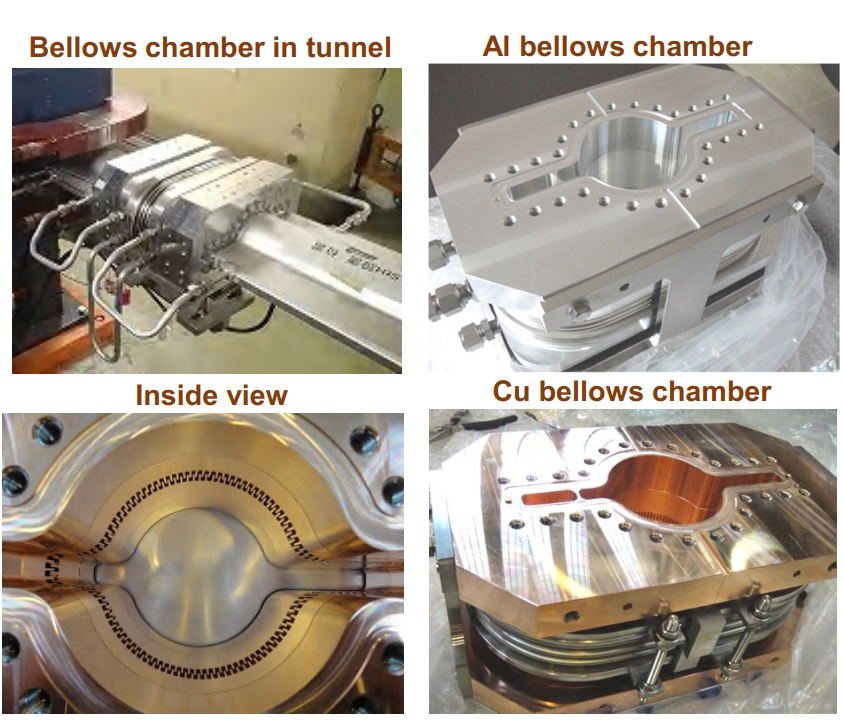 Bellows chamber in tunnel
Al bellows chamber
Inside view
Cu bellows chamber